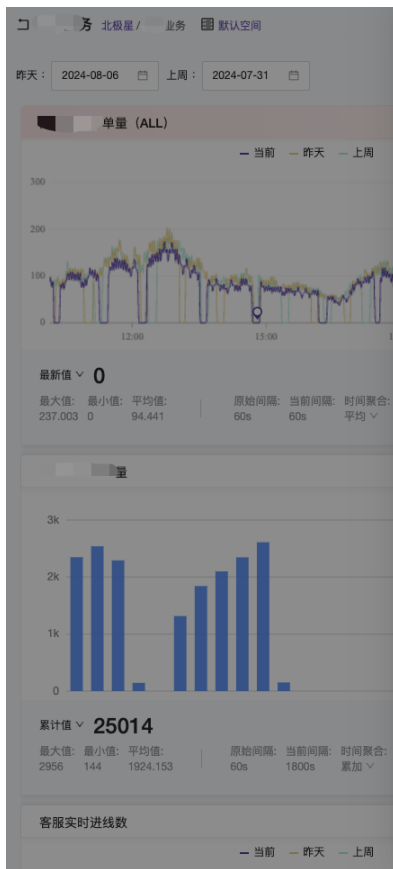 务 北极星/ 业务 默认空间
昨天： 2024-08-06 上周： 2024-07-31
单量（ALL）
当前 昨天 上周
300
200
100
0
12:00 15:00
最新值 0
最大值: 最小值: 平均值: 原始间隔: 当前间隔: 时间聚合:
237.003 0 94.441 60s 60s 平均
量
3k
2k
1k
0
累计值 25014
最大值: 最小值: 平均值: 原始间隔: 当前间隔: 时间聚合:
2956 144 1924.153 60s 1800s 累加
客服实时进线数
当前 昨天 上周